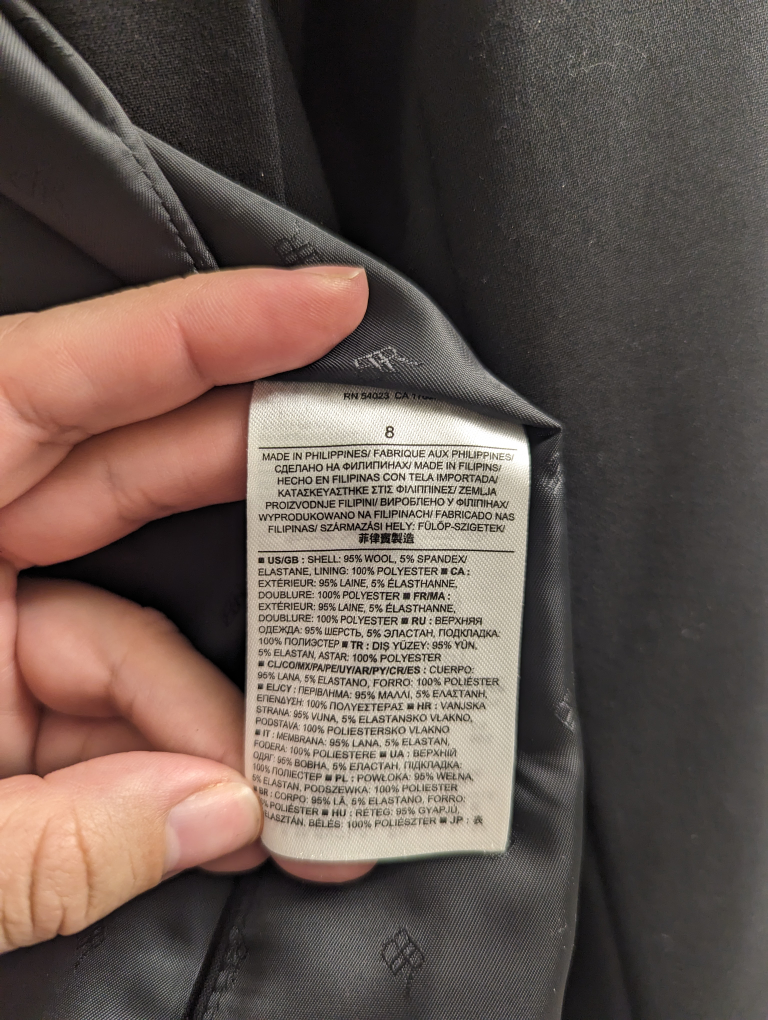 RN 54023 CA
8
MADE IN PHILIPPINES/ FABRIQUE AUX PHILIPPINES/
СДЕЛАНО НА ФИЛИПИНАХ/ MADE IN FILIPINS/
HECHO EN FILIPINAS CON TELA IMPORTADA/
ΚΑΤΑΣΚΕΥΑΣΤΗΚΕ ΣΤΙΣ ΦΙΛΙΠΠΙΝΕΣ/ ZEMLJA
PROIZVODNJE FILIPINI/ ВИРОБЛЕНО У ФІЛІПІНАХ/
WYPRODUKOWANO NA FILIPINACH/ FABRICADO NAS
FILIPINAS/ SZÁRMAZÁSI HELY: FÜLÖP-SZIGETEK/
菲律賓製造
■ US/GB : SHELL: 95% WOOL, 5% SPANDEX/
ELASTANE, LINING: 100% POLYESTER ■ CA :
EXTÉRIEUR: 95% LAINE, 5% ÉLASTHANNE,
DOUBLURE: 100% POLYESTER ■ FR/MA :
EXTÉRIEUR: 95% LAINE, 5% ÉLASTHANNE,
DOUBLURE: 100% POLYESTER ■ RU : ВЕРХНЯЯ
ОДЕЖДА: 95% ШЕРСТЬ, 5% ЭЛАСТАН, ПОДКЛАДКА:
100% ПОЛИЭСТЕР ■ TR : DIŞ YÜZEY: 95% YÜN,
5% ELASTAN, ASTAR: 100% POLYESTER
■ CL/CO/MX/PA/PE/UY/AR/PY/CR/ES : CUERPO:
95% LANA, 5% ELASTANO, FORRO: 100% POLIÉSTER
■ EL/CY : ΠΕΡΙΒΛΗΜΑ: 95% ΜΑΛΛΙ, 5% ΕΛΑΣΤΑΝΗ,
ΕΠΕΝΔΥΣΗ: 100% ΠΟΛΥΕΣΤΕΡΑΣ ■ HR : VANJSKA
STRANA: 95% VUNA, 5% ELASTANSKO VLAKNO,
PODSTAVA: 100% POLIESTERSKO VLAKNO
■ IT : MEMBRANA: 95% LANA, 5% ELASTAN,
FODERA: 100% POLIESTERE ■ UA : ВЕРХНІЙ
ОДЯГ: 95% ВОВНА, 5% ЕЛАСТАН, ПІДКЛАДКА:
100% ПОЛІЕСТЕР ■ PL : POWŁOKA: 95% WEŁNA,
5% ELASTAN, PODSZEWKA: 100% POLIESTER
■ BR : CORPO: 95% LÃ, 5% ELASTANO, FORRO:
POLIÉSTER ■ HU : RÉTEG: 95% GYAPJÚ,
BÉLÉS: 100% POLIÉSZTER ■ JP : 表